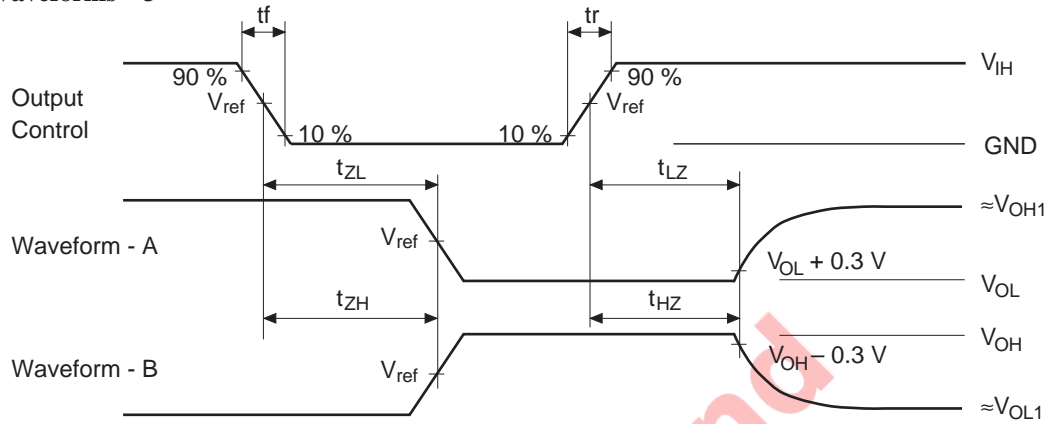 tf
tr
90 %
90 %
VIH
Output
Control
Vref
Vref
10 %
10 %
GND
tZL
tLZ
≈VOH1
Waveform - A
Vref
VOL + 0.3 V
VOL
tZH
tHZ
VOH
VOH – 0.3 V
Waveform - B
Vref
≈VOL1